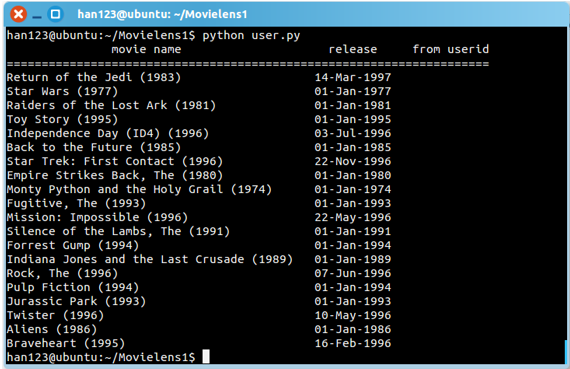 han123@ubuntu: ~/Movielens1
han123@ubuntu:~/Movielens1$ python user.py
movie name release from userid
=====================================================================
Return of the Jedi (1983) 14-Mar-1997
Star Wars (1977) 01-Jan-1977
Raiders of the Lost Ark (1981) 01-Jan-1981
Toy Story (1995) 01-Jan-1995
Independence Day (ID4) (1996) 03-Jul-1996
Back to the Future (1985) 01-Jan-1985
Star Trek: First Contact (1996) 22-Nov-1996
Empire Strikes Back, The (1980) 01-Jan-1980
Monty Python and the Holy Grail (1974) 01-Jan-1974
Fugitive, The (1993) 01-Jan-1993
Mission: Impossible (1996) 22-May-1996
Silence of the Lambs, The (1991) 01-Jan-1991
Forrest Gump (1994) 01-Jan-1994
Indiana Jones and the Last Crusade (1989) 01-Jan-1989
Rock, The (1996) 07-Jun-1996
Pulp Fiction (1994) 01-Jan-1994
Jurassic Park (1993) 01-Jan-1993
Twister (1996) 10-May-1996
Aliens (1986) 01-Jan-1986
Braveheart (1995) 16-Feb-1996
han123@ubuntu:~/Movielens1$